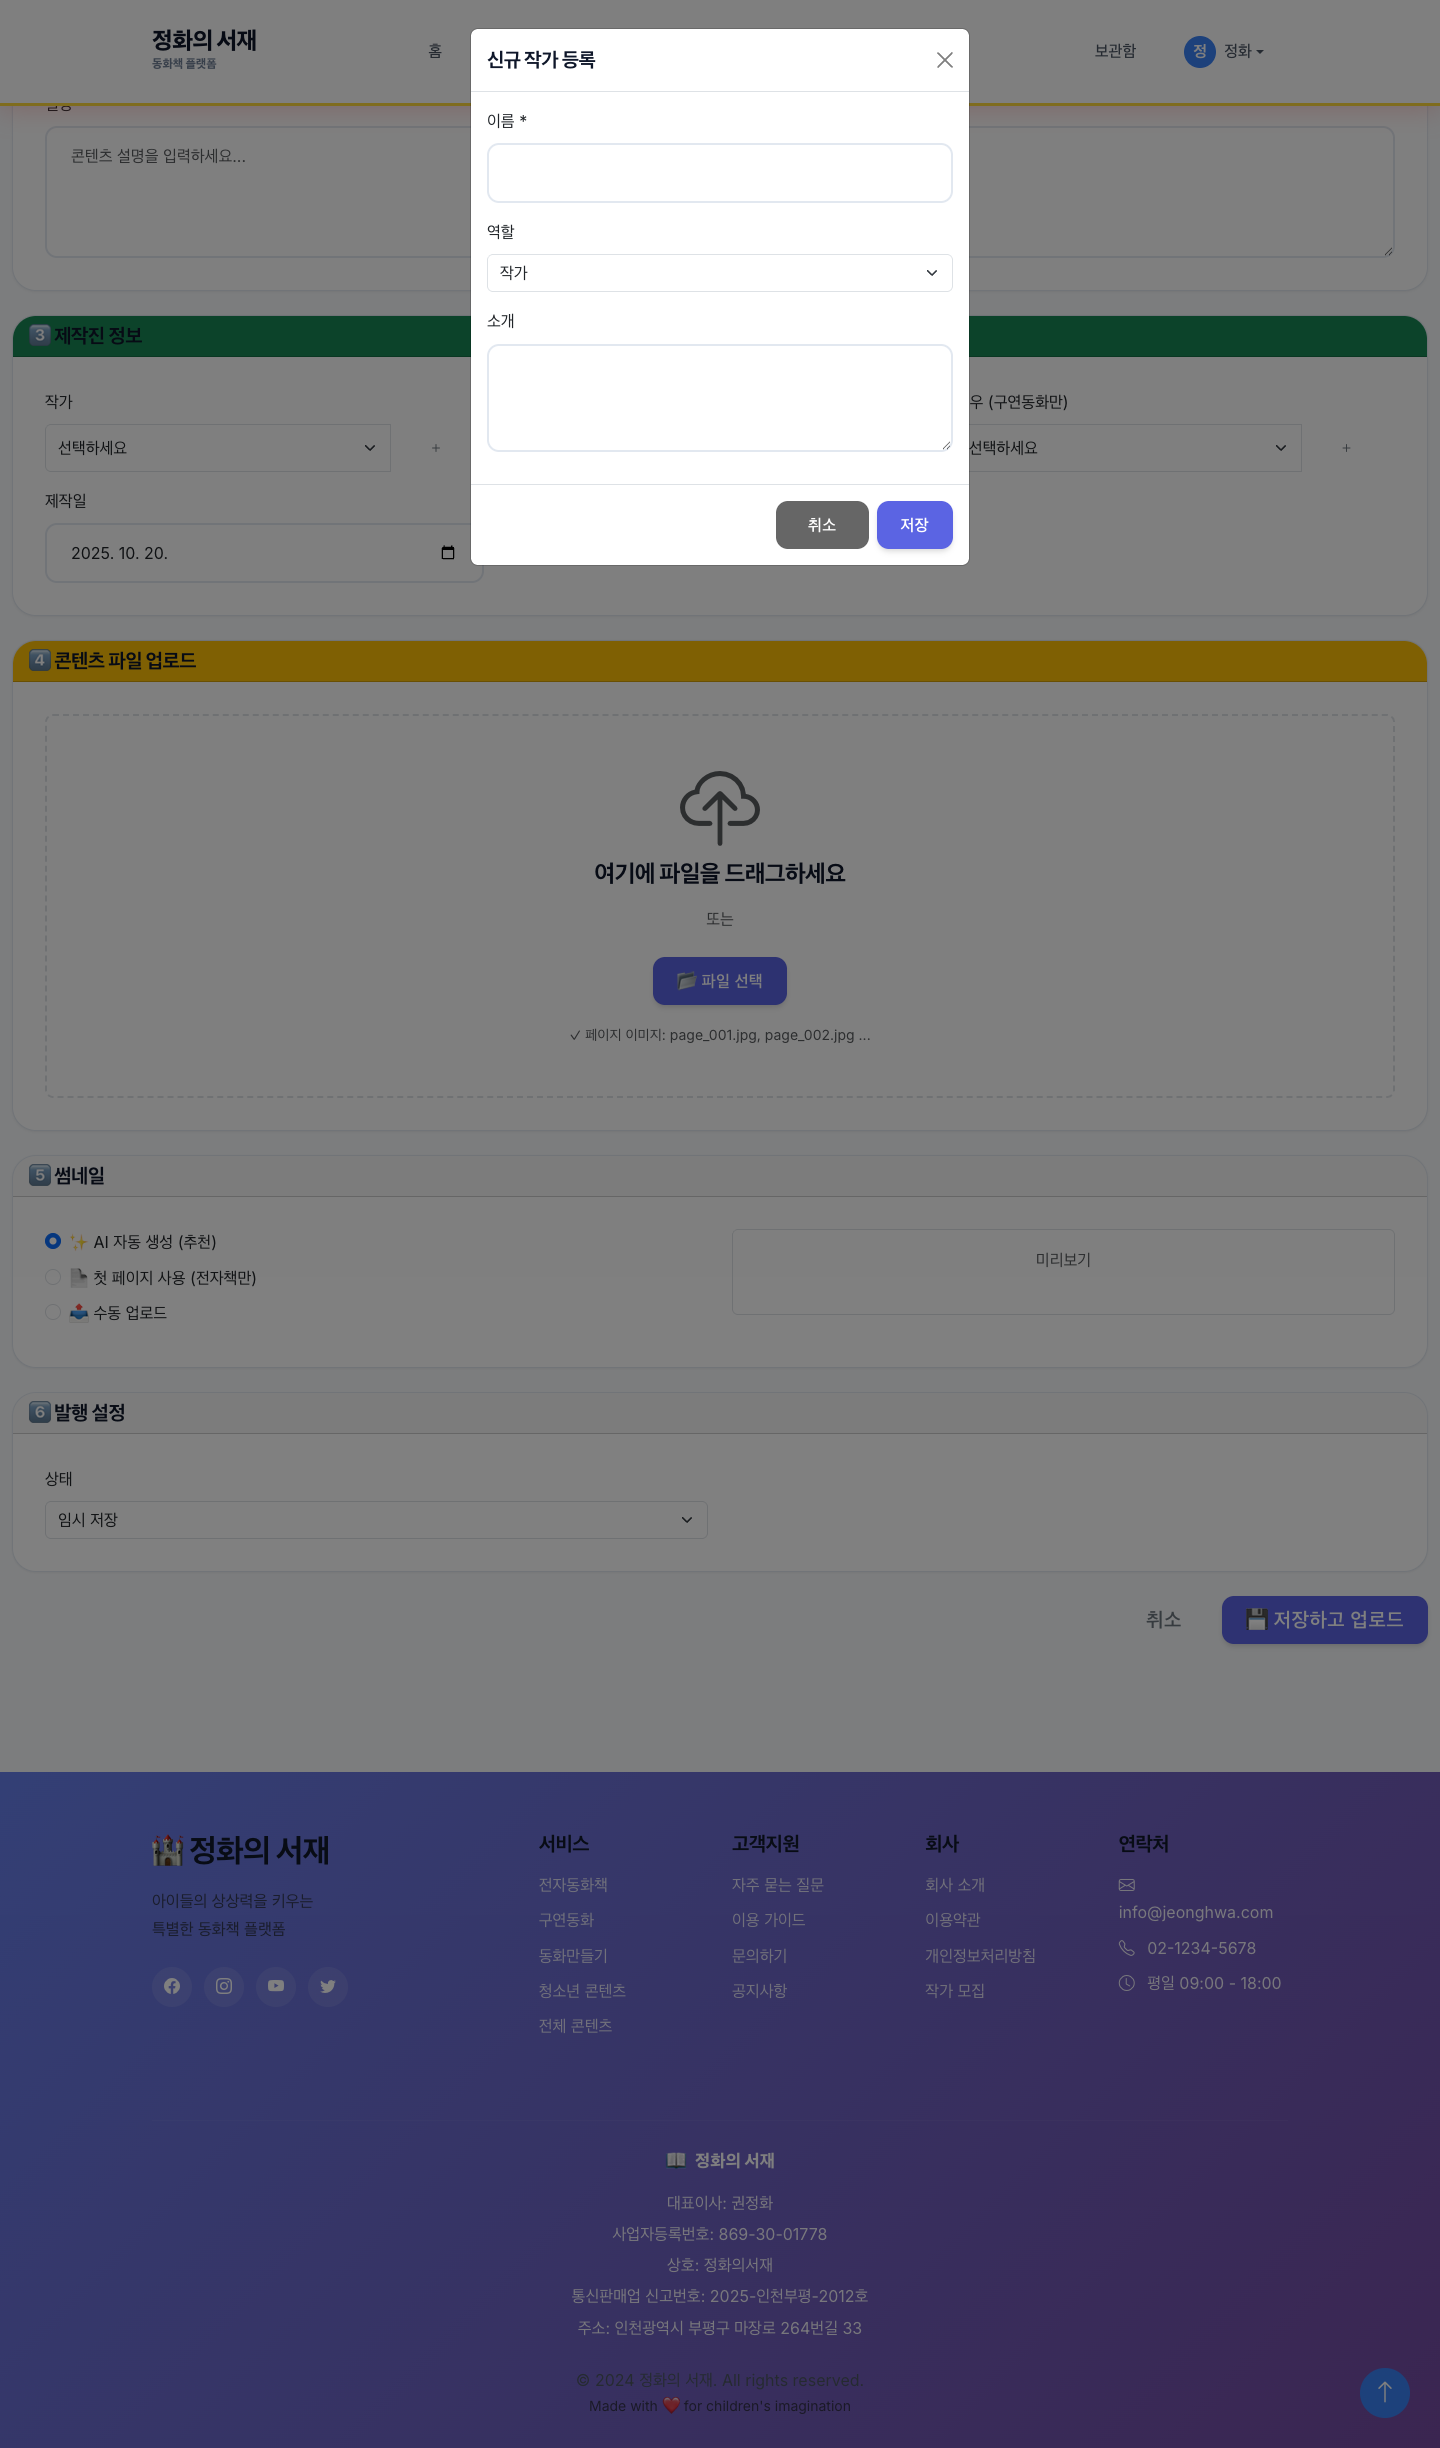 정화의 서재
동화책 플랫폼
홈
보관함
정 정화
신규 작가 등록
이름 *
역할
작가
소개
취소
저장
콘텐츠 설명을 입력하세요...
3 제작진 정보
작가
선택하세요
+
우 (구연동화만)
선택하세요
+
제작일
2025. 10. 20.
4 콘텐츠 파일 업로드
여기에 파일을 드래그하세요
또는
📂 파일 선택
✓ 페이지 이미지: page_001.jpg, page_002.jpg ...
5 썸네일
✨ AI 자동 생성 (추천)
📄 첫 페이지 사용 (전자책만)
📤 수동 업로드
미리보기
6 발행 설정
상태
임시 저장
취소
💾 저장하고 업로드
🏰 정화의 서재
아이들의 상상력을 키우는
특별한 동화책 플랫폼
서비스
전자동화책
구연동화
동화만들기
청소년 콘텐츠
전체 콘텐츠
고객지원
자주 묻는 질문
이용 가이드
문의하기
공지사항
회사
회사 소개
이용약관
개인정보처리방침
작가 모집
연락처
info@jeonghwa.com
02-1234-5678
평일 09:00 - 18:00
📖 정화의 서재
대표이사: 권정화
사업자등록번호: 869-30-01778
상호: 정화의서재
통신판매업 신고번호: 2025-인천부평-2012호
주소: 인천광역시 부평구 마장로 264번길 33
© 2024 정화의 서재. All rights reserved.
Made with ❤️ for children's imagination